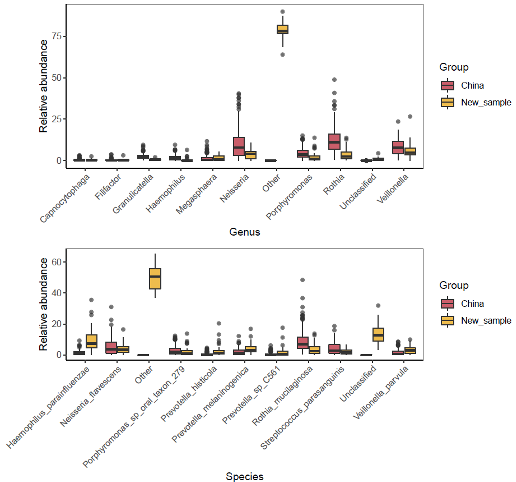 Relative abundance
75
50
25
0
Capnocytophaga
Filifactor
Granulicatella
Haemophilus
Megasphaera
Neisseria
Other
Porphyromonas
Rothia
Unclassified
Veillonella
Genus
Group
China
New_sample
Relative abundance
60
40
20
0
Haemophilus_parainfluenzae
Neisseria_flavescens
Other
Porphyromonas_sp_oral_taxon_279
Prevotella_histicola
Prevotella_melaninogenica
Prevotella_sp_C561
Rothia_mucilaginosa
Streptococcus_parasanguinis
Unclassified
Veillonella_parvula
Species
Group
China
New_sample